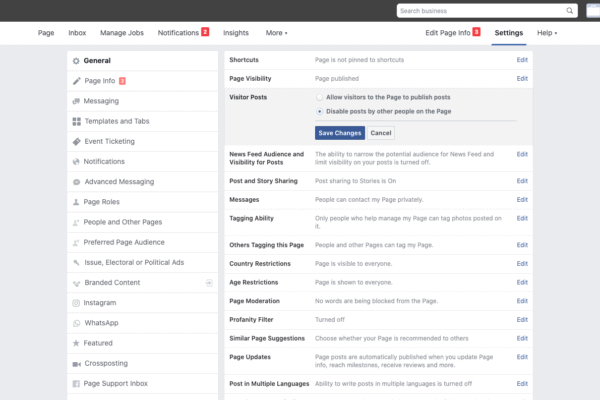 Search business
Page Inbox Manage Jobs Notifications 2 Insights More Edit Page Info 3 Settings Help
General
Page Info 3
Messaging
Templates and Tabs
Event Ticketing
Notifications
Advanced Messaging
Page Roles
People and Other Pages
Preferred Page Audience
Issue, Electoral or Political Ads
Branded Content
Instagram
WhatsApp
Featured
Crossposting
Page Support Inbox
Shortcuts Page is not pinned to shortcuts Edit
Page Visibility Page published Edit
Visitor Posts Allow visitors to the Page to publish posts
Disable posts by other people on the Page
Save Changes Cancel
News Feed Audience and The ability to narrow the potential audience for News Feed and Edit
Visibility for Posts limit visibility on your posts is turned off.
Post and Story Sharing Post sharing to Stories is On Edit
Messages People can contact my Page privately. Edit
Tagging Ability Only people who help manage my Page can tag photos posted on Edit
it.
Others Tagging this Page People and other Pages can tag my Page. Edit
Country Restrictions Page is visible to everyone. Edit
Age Restrictions Page is shown to everyone. Edit
Page Moderation No words are being blocked from the Page. Edit
Profanity Filter Turned off Edit
Similar Page Suggestions Choose whether your Page is recommended to others Edit
Page Updates Page posts are automatically published when you update Page Edit
info, reach milestones, receive reviews and more.
Post in Multiple Languages Ability to write posts in multiple languages is turned off Edit